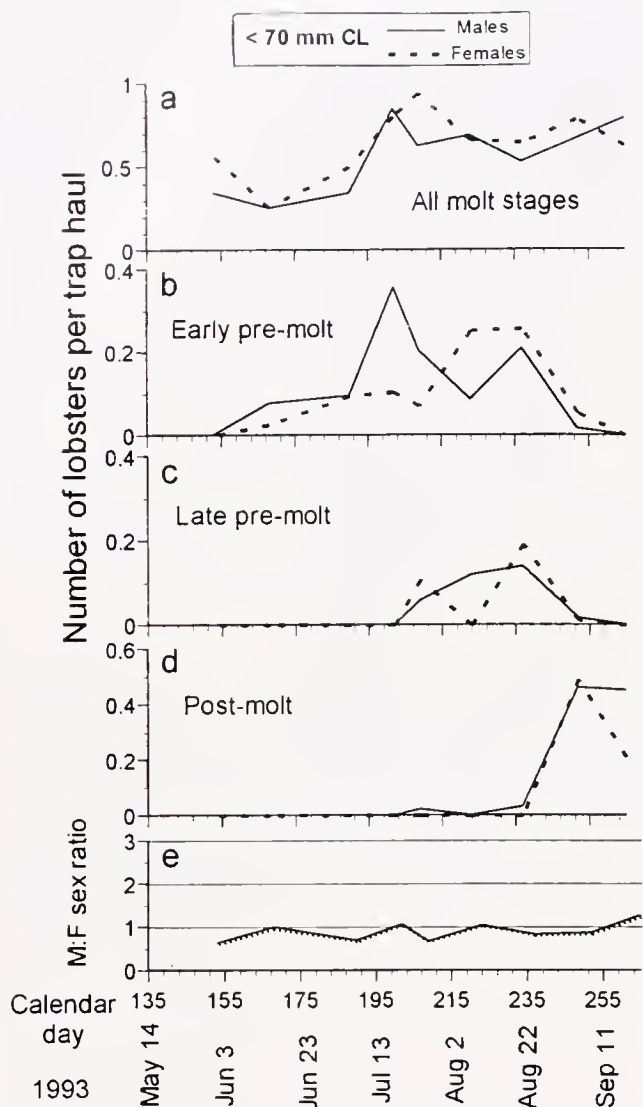 < 70 mm CL
Males
Females
Number of lobsters per trap haul
a
1
0.5
0
All molt stages
b
0.4
0.2
0
Early pre-molt
c
0.4
0.2
0
Late pre-molt
d
0.6
0.4
0.2
0
Post-molt
M:F sex ratio
e
3
2
1
0
Calendar day
135 155 175 195 215 235 255
1993
May 14 Jun 3 Jun 23 Jul 13 Aug 2 Aug 22 Sep 11